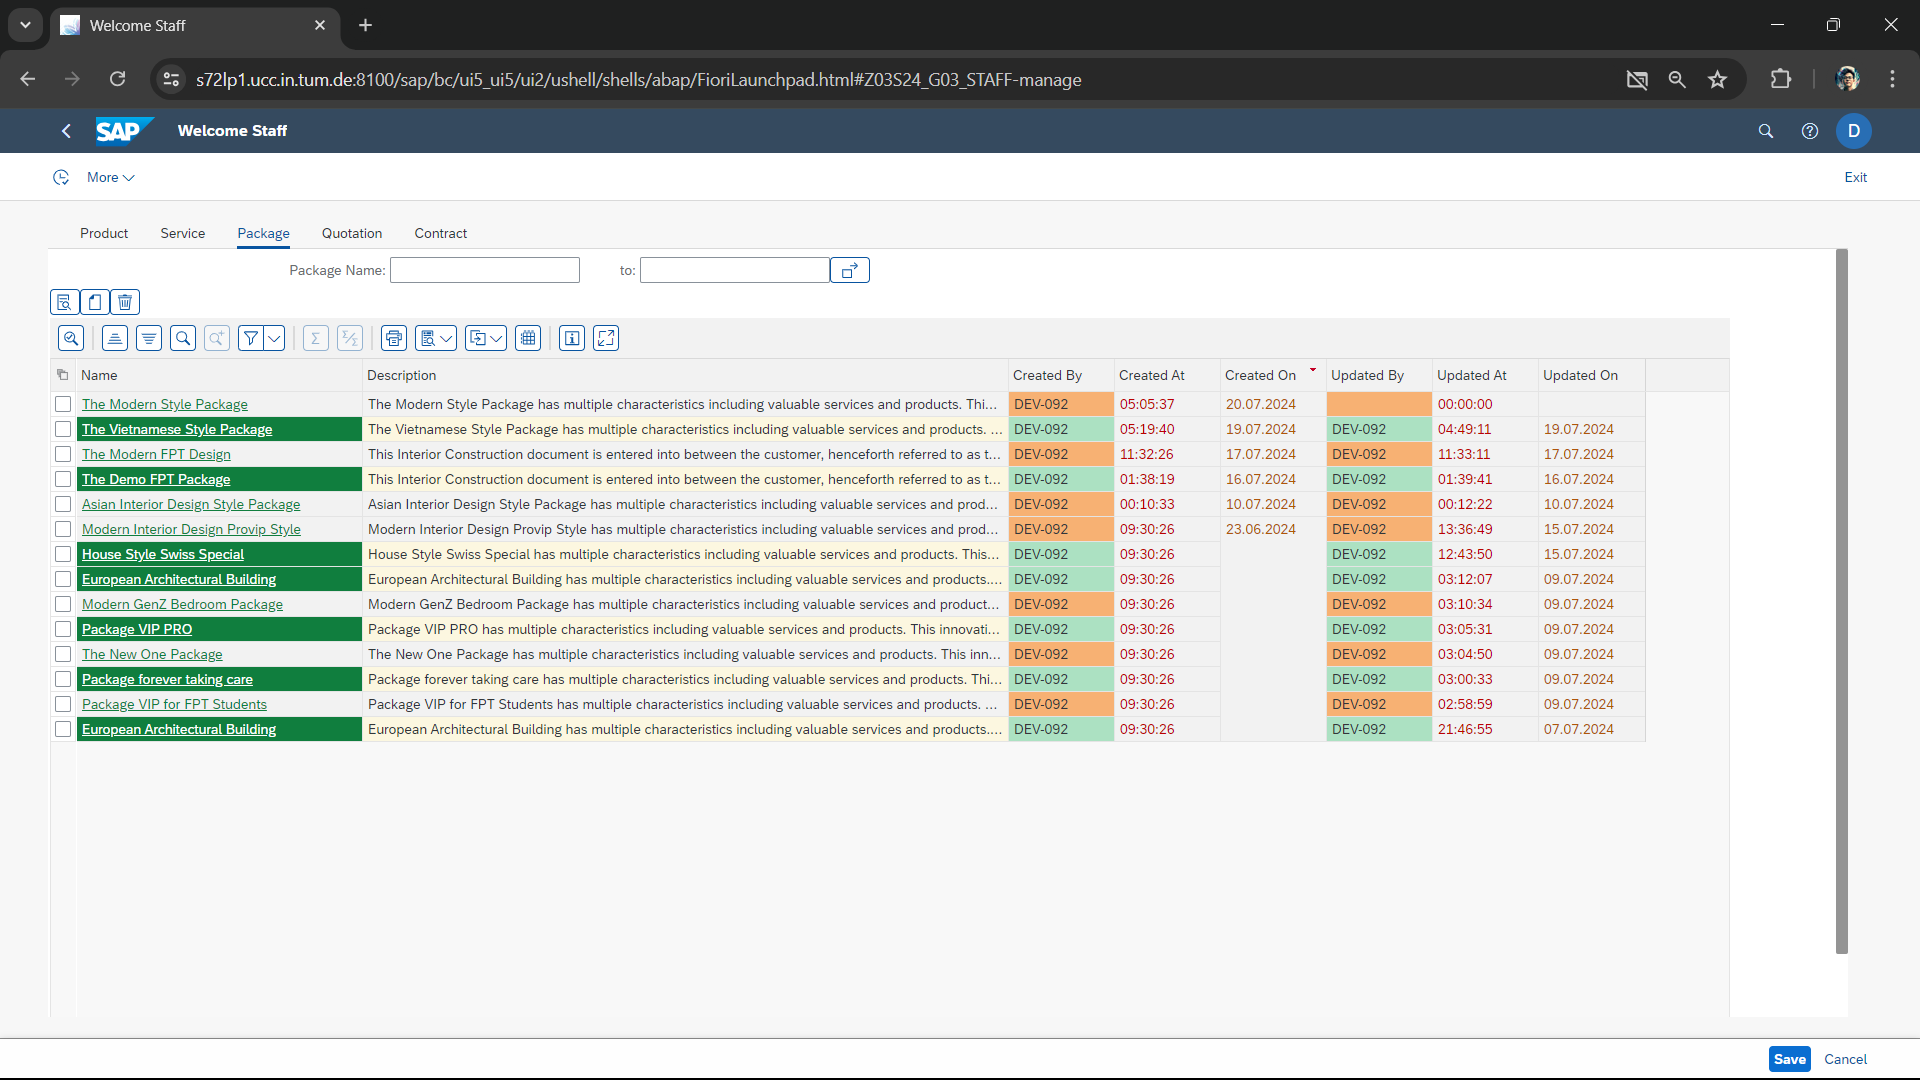 Welcome Staff
s72lp1.ucc.in.tum.de:8100/sap/bc/ui5_ui5/ui2/ushell/shells/abap/FioriLaunchpad.html#Z03S24_G03_STAFF-manage
SAP Welcome Staff D
More Exit
Product Service Package Quotation Contract
Package Name: to:
Name Description Created By Created At Created On Updated By Updated At Updated On
The Modern Style Package The Modern Style Package has multiple characteristics including valuable services and products. Thi... DEV-092 05:05:37 20.07.2024 00:00:00
The Vietnamese Style Package The Vietnamese Style Package has multiple characteristics including valuable services and products. ... DEV-092 05:19:40 19.07.2024 DEV-092 04:49:11 19.07.2024
The Modern FPT Design This Interior Construction document is entered into between the customer, henceforth referred to as t... DEV-092 11:32:26 17.07.2024 DEV-092 11:33:11 17.07.2024
The Demo FPT Package This Interior Construction document is entered into between the customer, henceforth referred to as t... DEV-092 01:38:19 16.07.2024 DEV-092 01:39:41 16.07.2024
Asian Interior Design Style Package Asian Interior Design Style Package has multiple characteristics including valuable services and prod... DEV-092 00:10:33 10.07.2024 DEV-092 00:12:22 10.07.2024
Modern Interior Design Provip Style Modern Interior Design Provip Style has multiple characteristics including valuable services and prod... DEV-092 09:30:26 23.06.2024 DEV-092 13:36:49 15.07.2024
House Style Swiss Special House Style Swiss Special has multiple characteristics including valuable services and products. This... DEV-092 09:30:26 DEV-092 12:43:50 15.07.2024
European Architectural Building European Architectural Building has multiple characteristics including valuable services and products.... DEV-092 09:30:26 DEV-092 03:12:07 09.07.2024
Modern GenZ Bedroom Package Modern GenZ Bedroom Package has multiple characteristics including valuable services and product... DEV-092 09:30:26 DEV-092 03:10:34 09.07.2024
Package VIP PRO Package VIP PRO has multiple characteristics including valuable services and products. This innovati... DEV-092 09:30:26 DEV-092 03:05:31 09.07.2024
The New One Package The New One Package has multiple characteristics including valuable services and products. This inn... DEV-092 09:30:26 DEV-092 03:04:50 09.07.2024
Package forever taking care Package forever taking care has multiple characteristics including valuable services and products. Thi... DEV-092 09:30:26 DEV-092 03:00:33 09.07.2024
Package VIP for FPT Students Package VIP for FPT Students has multiple characteristics including valuable services and products. ... DEV-092 09:30:26 DEV-092 02:58:59 09.07.2024
European Architectural Building European Architectural Building has multiple characteristics including valuable services and products.... DEV-092 09:30:26 DEV-092 21:46:55 07.07.2024
Save Cancel